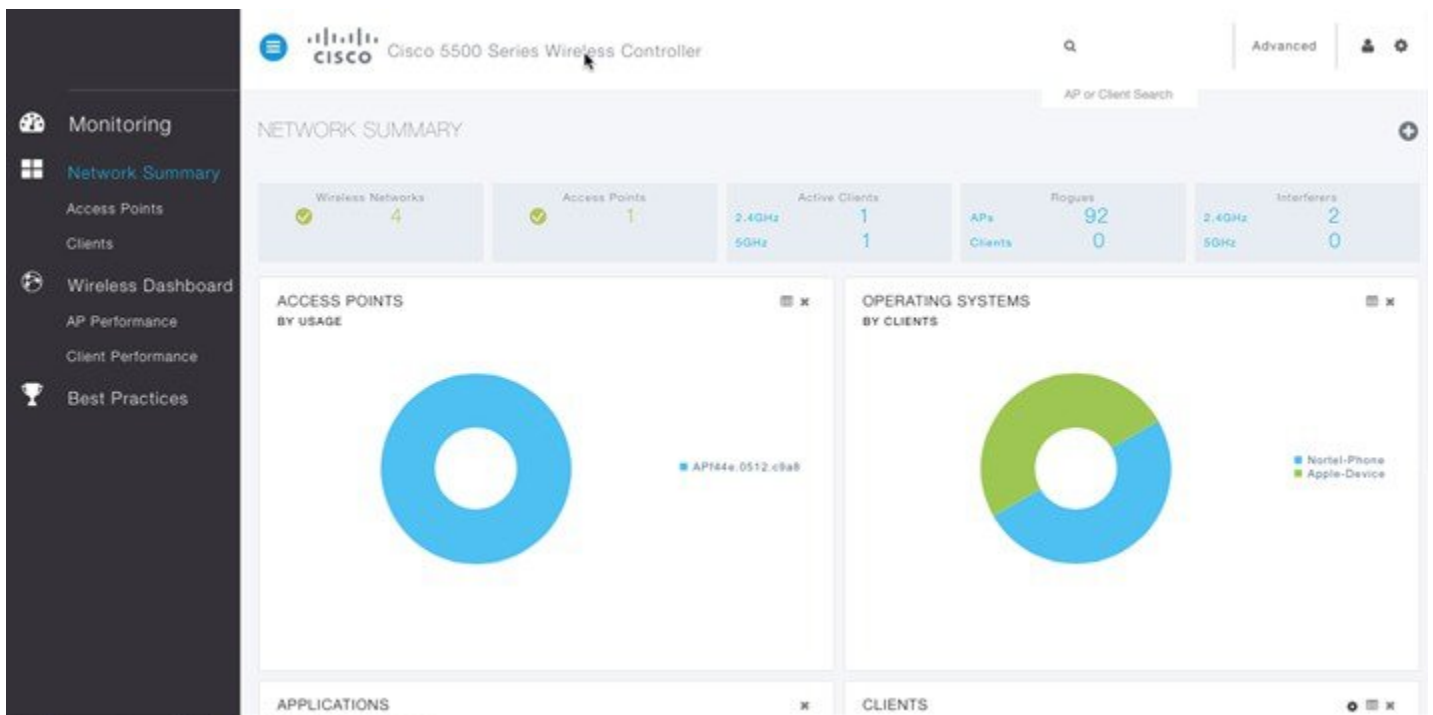 CISCO Cisco 5500 Series Wireless Controller
Advanced
AP or Client Search
Monitoring
Network Summary
Access Points
Clients
Wireless Dashboard
AP Performance
Client Performance
Best Practices
NETWORK SUMMARY
Wireless Networks
4
Access Points
1
Active Clients
2.4GHz 1
5GHz 1
Rogues
APs 92
Clients 0
Interferers
2.4GHz 2
5GHz 0
ACCESS POINTS
BY USAGE
APf44e.0512.c9a8
OPERATING SYSTEMS
BY CLIENTS
Nortel-Phone
Apple-Device
APPLICATIONS
CLIENTS